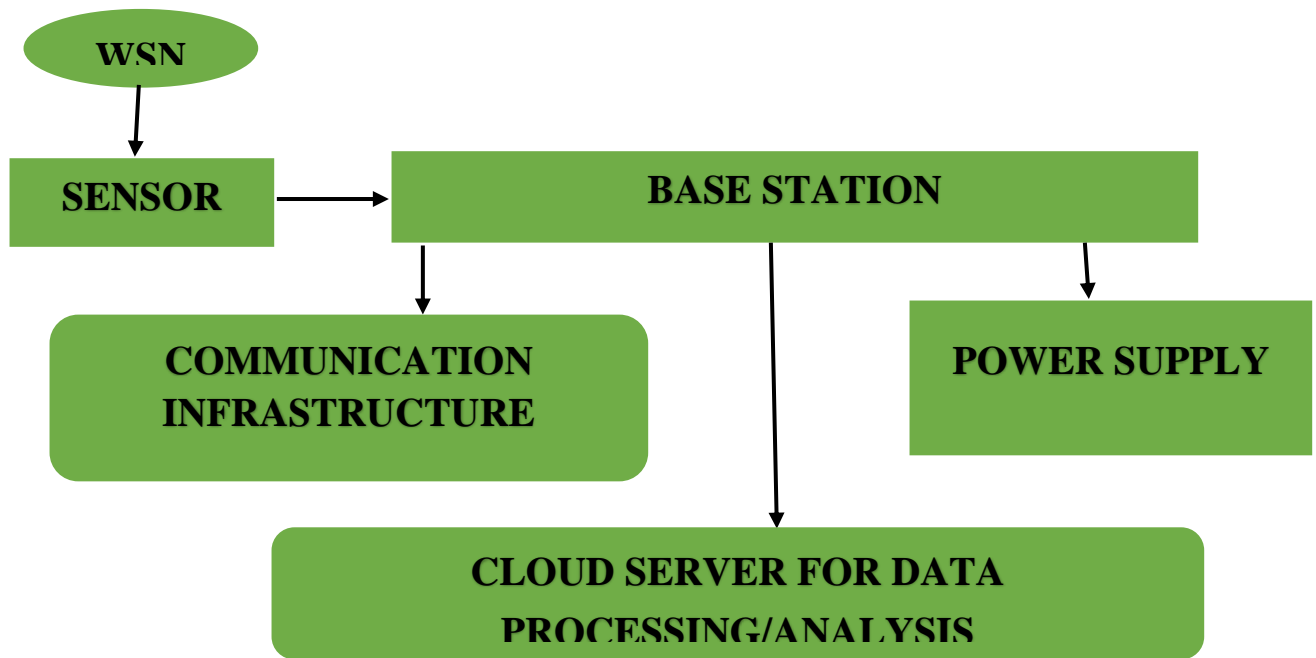 WSN
SENSOR
BASE STATION
COMMUNICATION
INFRASTRUCTURE
POWER SUPPLY
CLOUD SERVER FOR DATA
PROCESSING/ANALYSIS